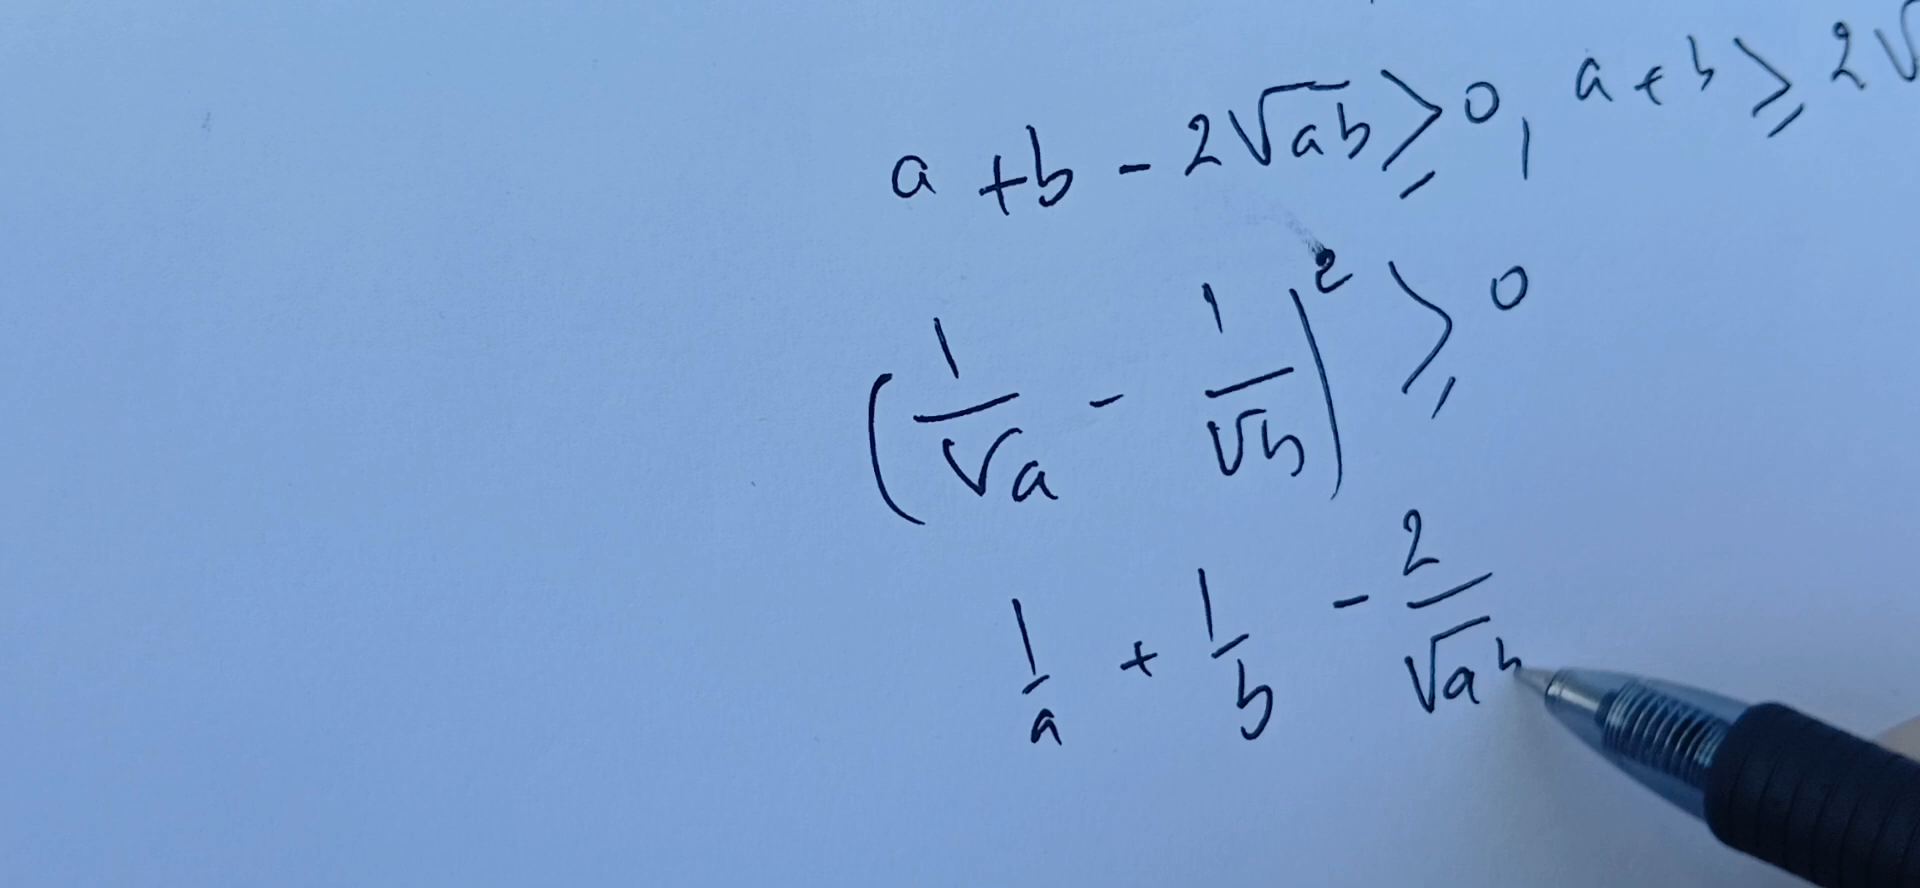 a + b - 2√ab ≥ 0, a + b ≥ 2√
(1/√a - 1/√b)² ≥ 0
1/a + 1/b - 2/√ab